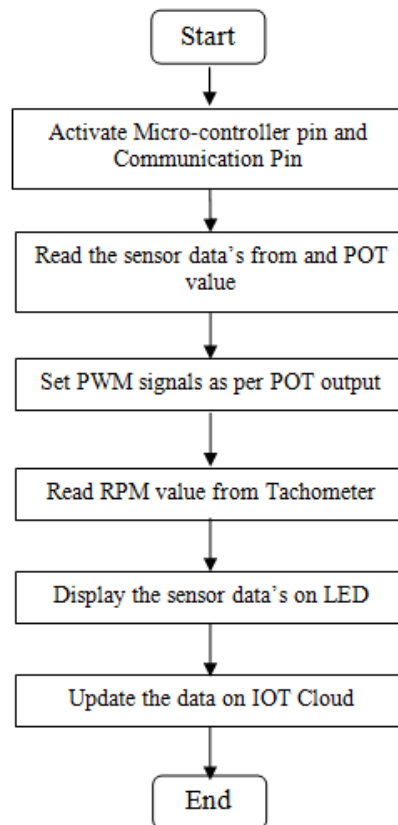 Start
Activate Micro-controller pin and
Communication Pin
Read the sensor data's from and POT
value
Set PWM signals as per POT output
Read RPM value from Tachometer
Display the sensor data's on LED
Update the data on IOT Cloud
End